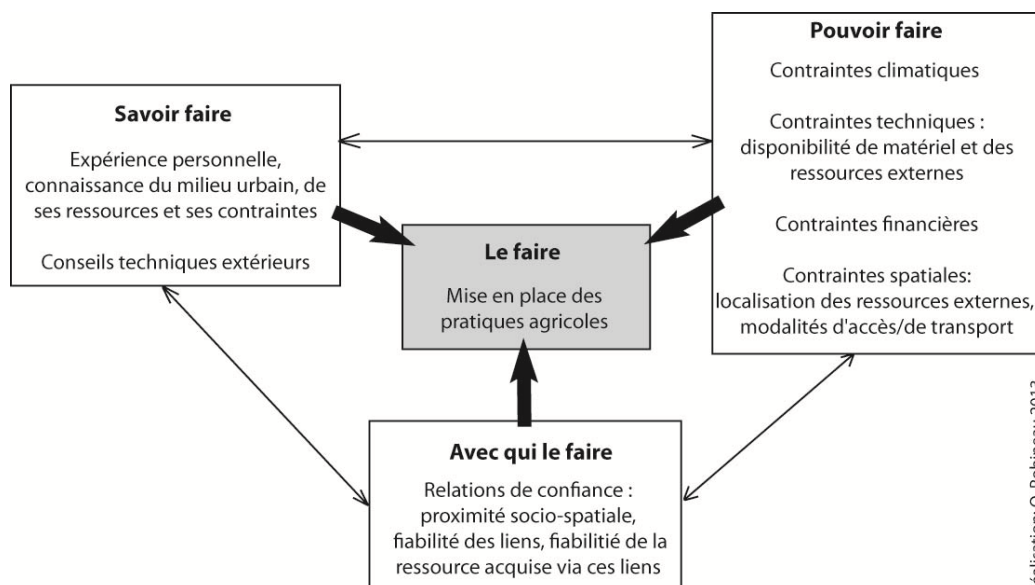 Savoir faire
Expérience personnelle,
connaissance du milieu urbain, de
ses ressources et ses contraintes
Conseils techniques extérieurs
Pouvoir faire
Contraintes climatiques
Contraintes techniques :
disponibilité de matériel et des
ressources externes
Contraintes financières
Contraintes spatiales:
localisation des ressources externes,
modalités d'accès/de transport
Le faire
Mise en place des
pratiques agricoles
Avec qui le faire
Relations de confiance :
proximité socio-spatiale,
fiabilité des liens, fiabilitié de la
ressource acquise via ces liens
O. Robineau 2013